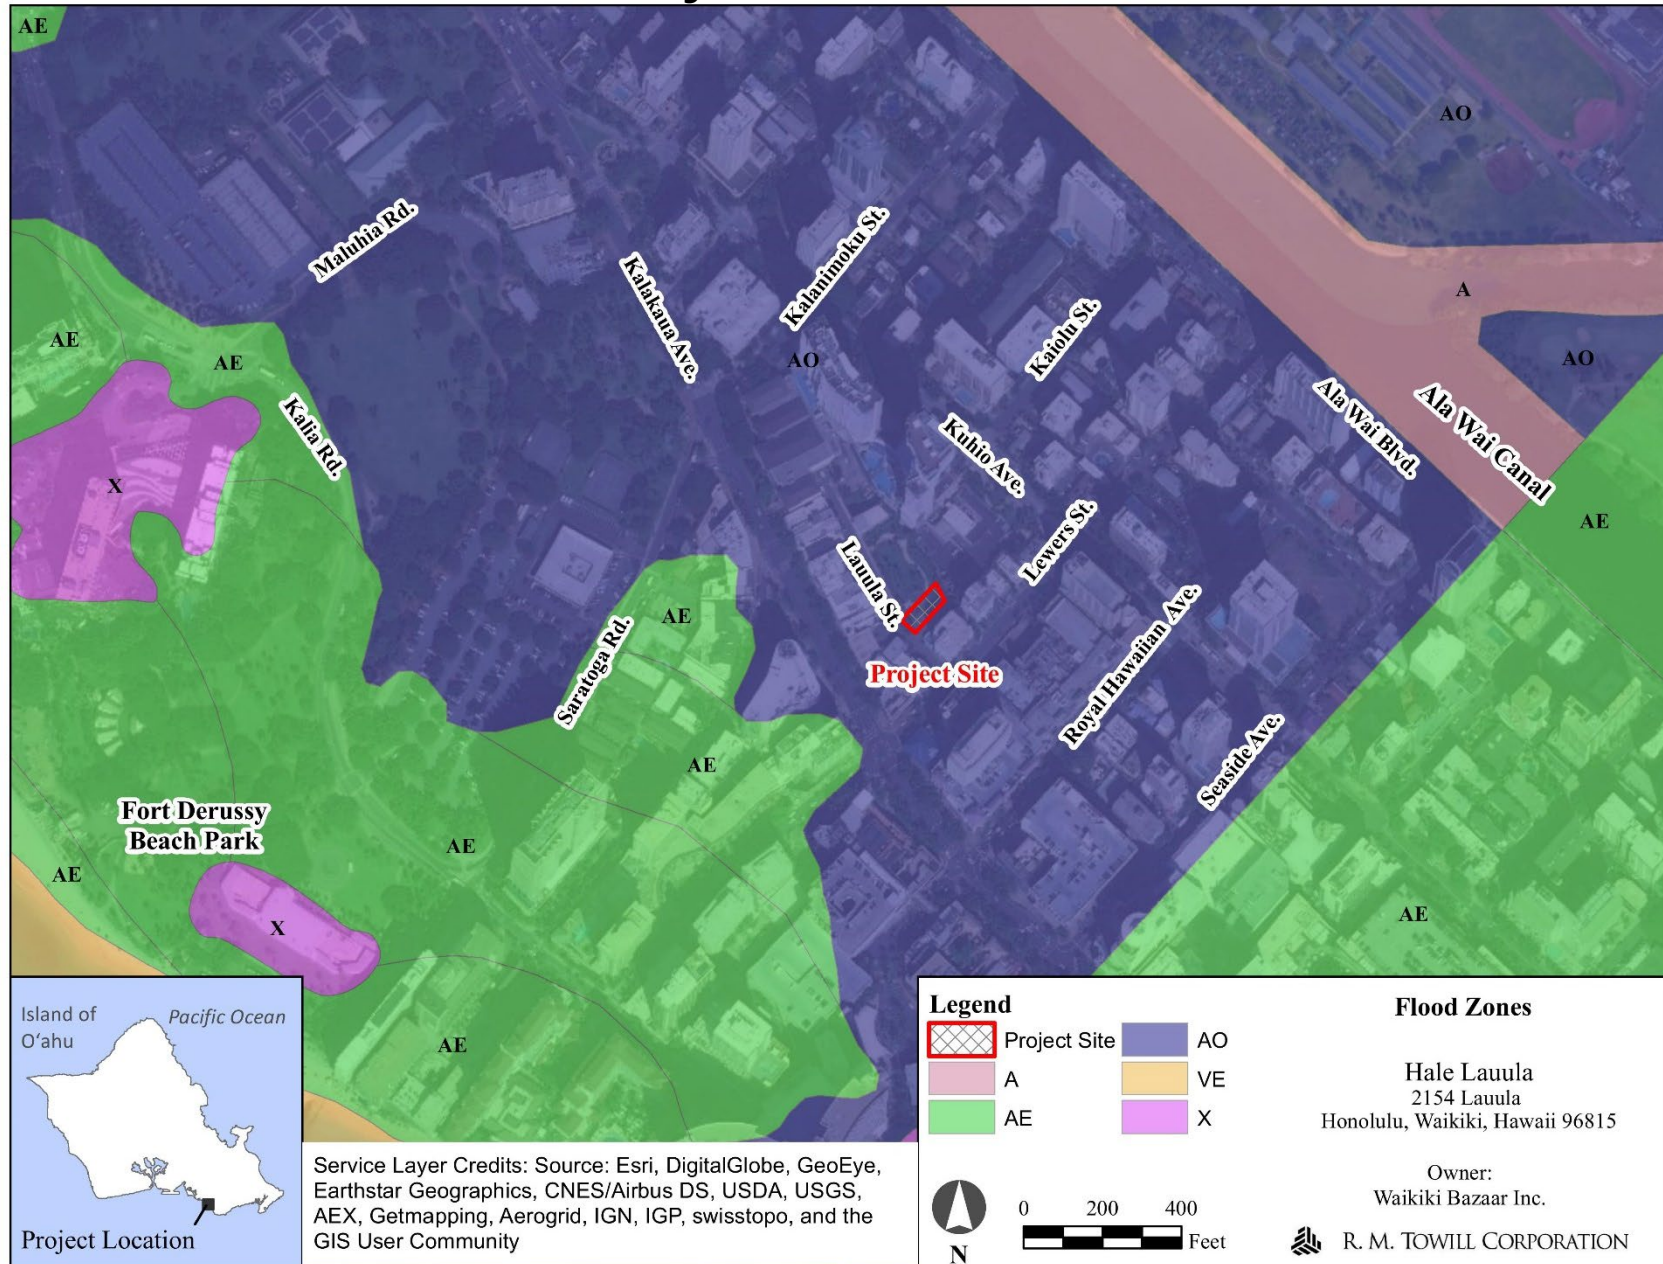 AE
AO
Maluhia Rd.
Kalanimoku St.
Kalakaua Ave.
A
Kaiolu St.
AE
AE
AO
AO
Ala Wai Blvd.
Ala Wai Canal
Kalia Rd.
Kuhio Ave.
X
Lewers St.
AE
Lauula St.
AE
Saratoga Rd.
Royal Hawaiian Ave.
Project Site
AE
Seaside Ave.
Fort Derussy
Beach Park
AE
AE
X
AE
AE
Island of
O‘ahu
Pacific Ocean
Project Location
Service Layer Credits: Source: Esri, DigitalGlobe, GeoEye,
Earthstar Geographics, CNES/Airbus DS, USDA, USGS,
AEX, Getmapping, Aerogrid, IGN, IGP, swisstopo, and the
GIS User Community
Legend
Project Site
A
AE
AO
VE
X
N
0 200 400
Feet
Flood Zones
Hale Lauula
2154 Lauula
Honolulu, Waikiki, Hawaii 96815
Owner:
Waikiki Bazaar Inc.
R. M. TOWILL CORPORATION